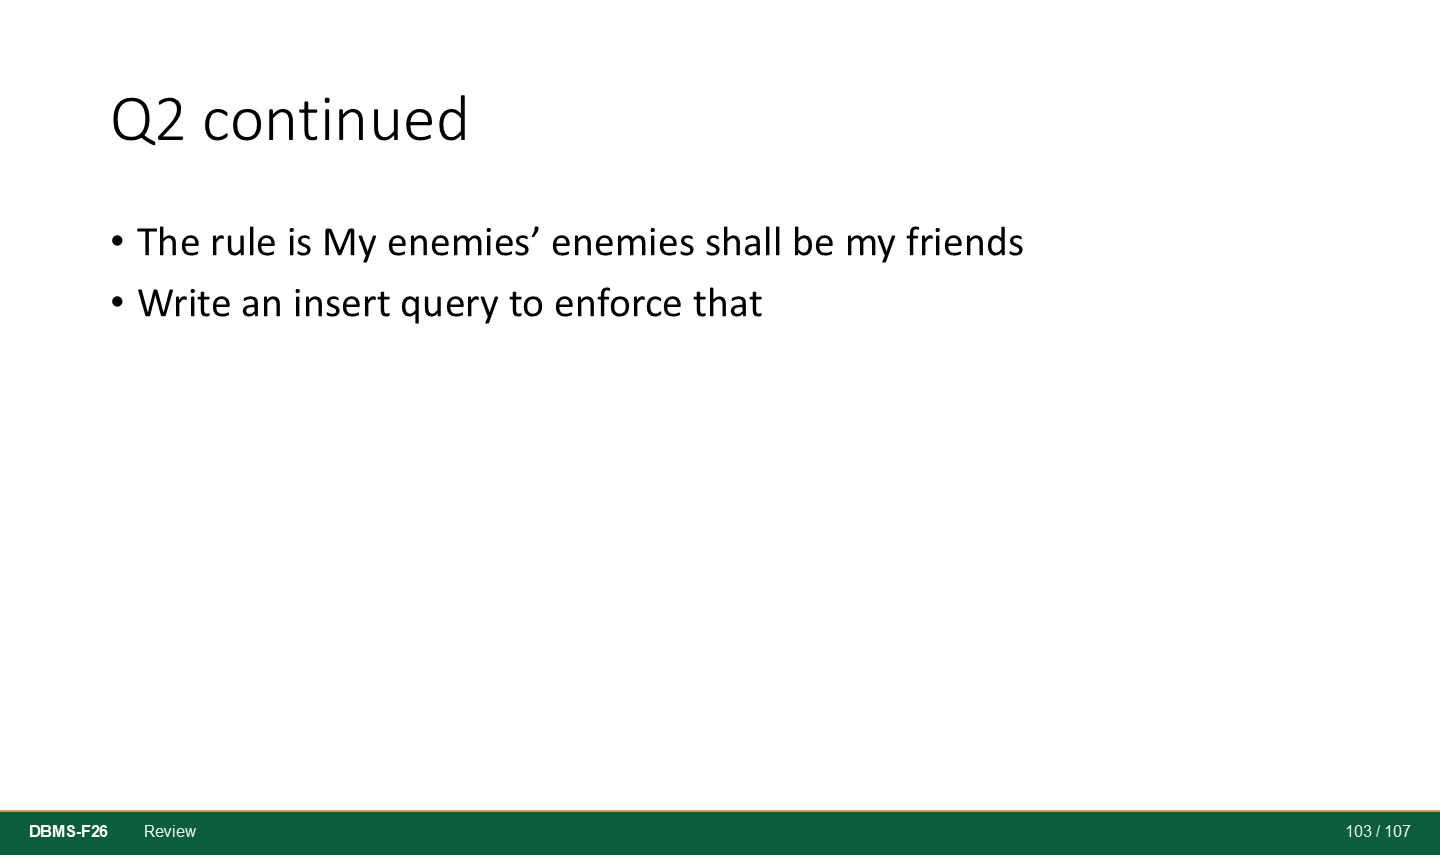 Q2 continued
• The rule is My enemies’ enemies shall be my friends
• Write an insert query to enforce that
DBMS-F26 Review 103 / 107